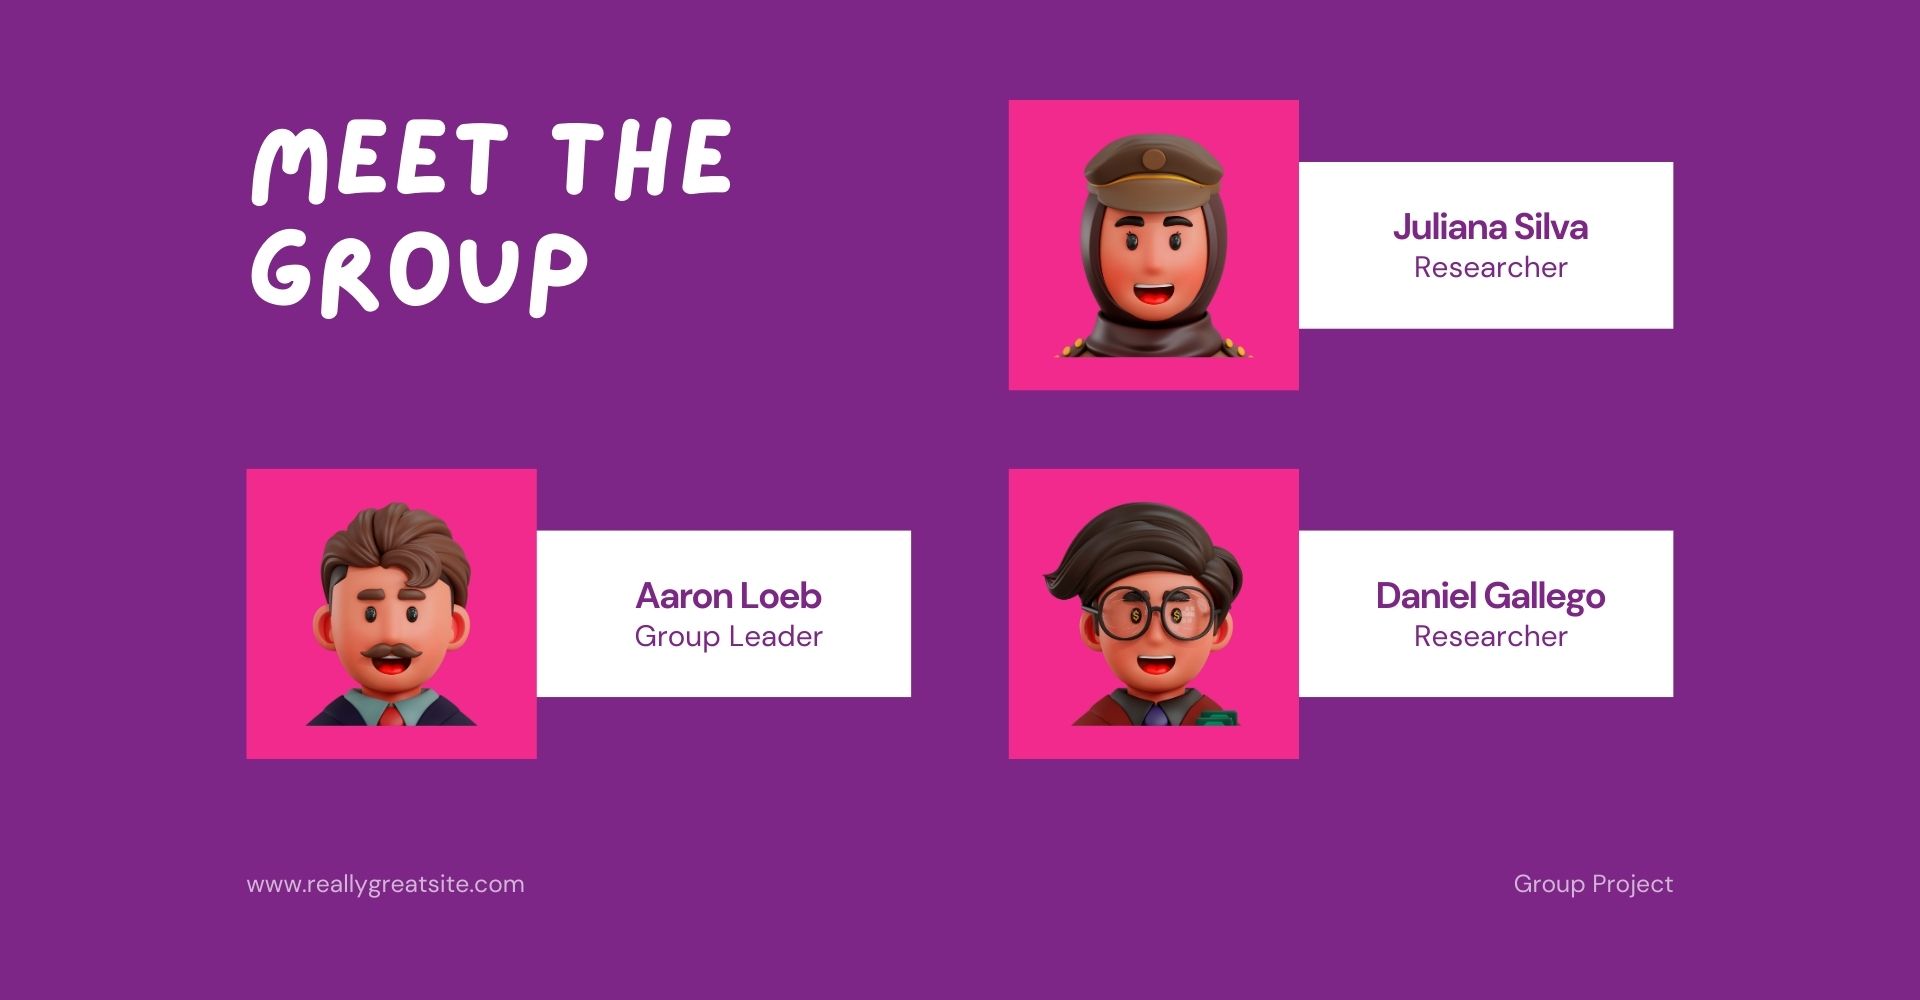 MEET THE
GROUP
Juliana Silva
Researcher
Aaron Loeb
Group Leader
Daniel Gallego
Researcher
www.reallygreatsite.com
Group Project